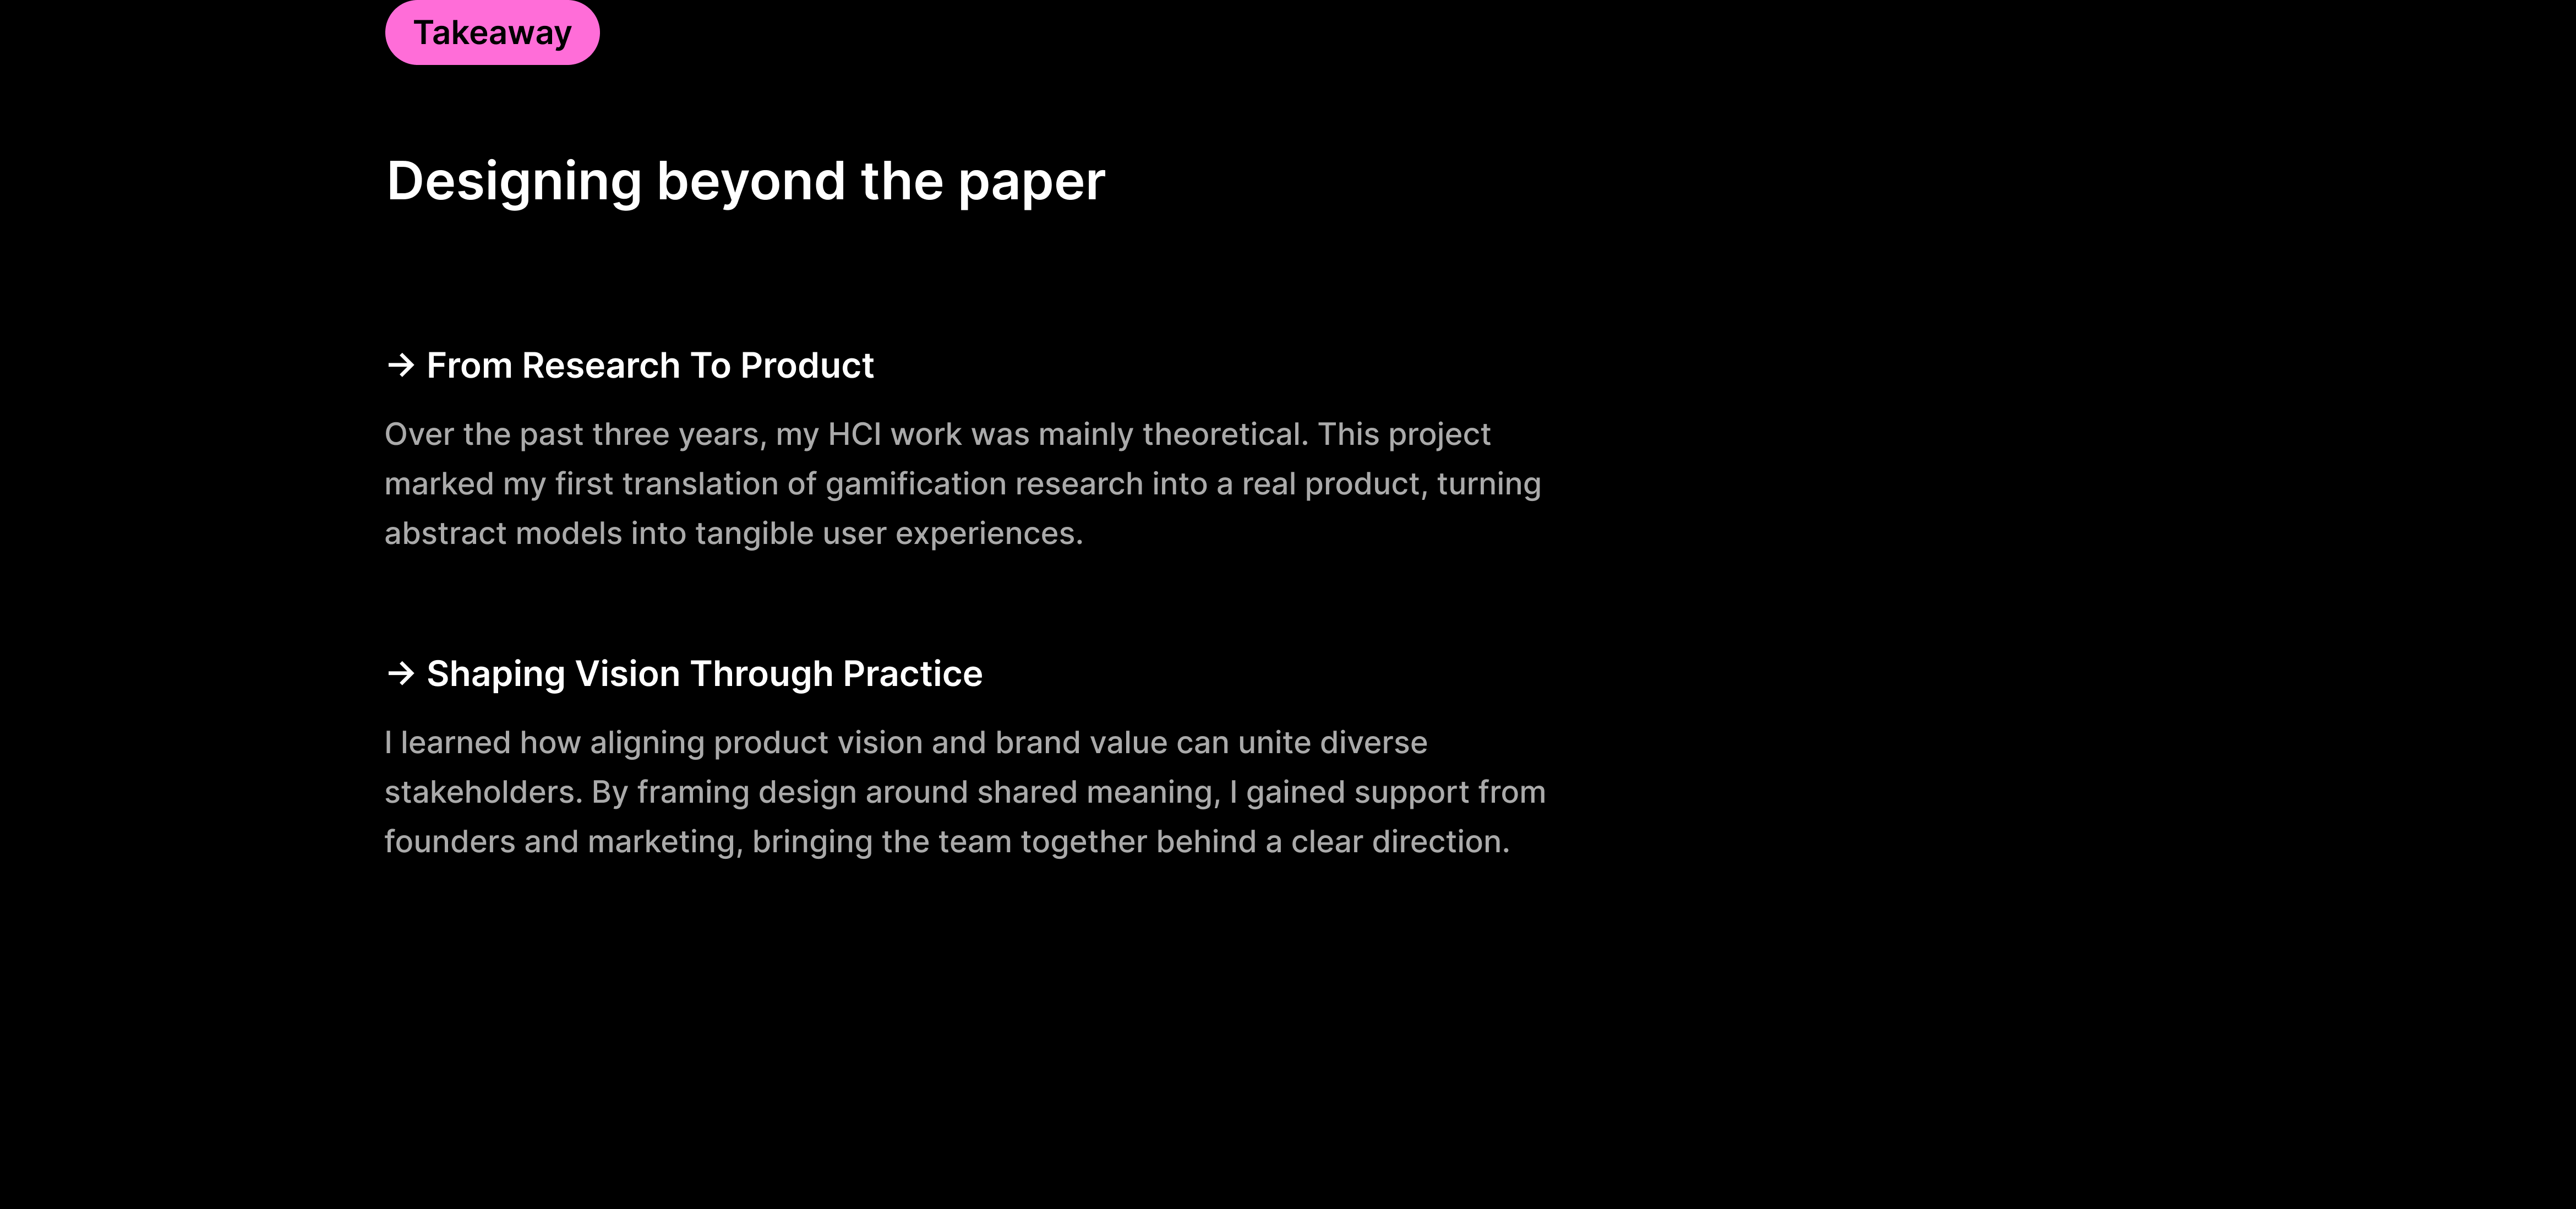 Takeaway
Designing beyond the paper
→ From Research To Product
Over the past three years, my HCI work was mainly theoretical. This project
marked my first translation of gamification research into a real product, turning
abstract models into tangible user experiences.
→ Shaping Vision Through Practice
I learned how aligning product vision and brand value can unite diverse
stakeholders. By framing design around shared meaning, I gained support from
founders and marketing, bringing the team together behind a clear direction.